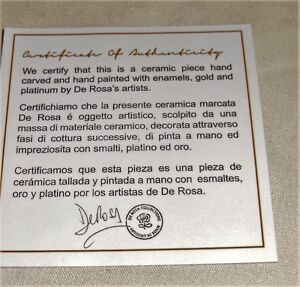 Certificate Of Authenticity
We certify that this is a ceramic piece hand
carved and hand painted with enamels, gold and
platinum by De Rosa's artists.
Certifichiamo che la presente ceramica marcata
De Rosa é oggetto artistico, scolpito da una
massa di materiale ceramico, decorata attraverso
fasi di cottura successive, di pinta a mano ed
impreziosita con smalti, platino ed oro.
Certificamos que esta pieza es una pieza de
cerámica tallada y pintada a mano con esmaltes,
oro y platino por los artistas de De Rosa.
DeRosa